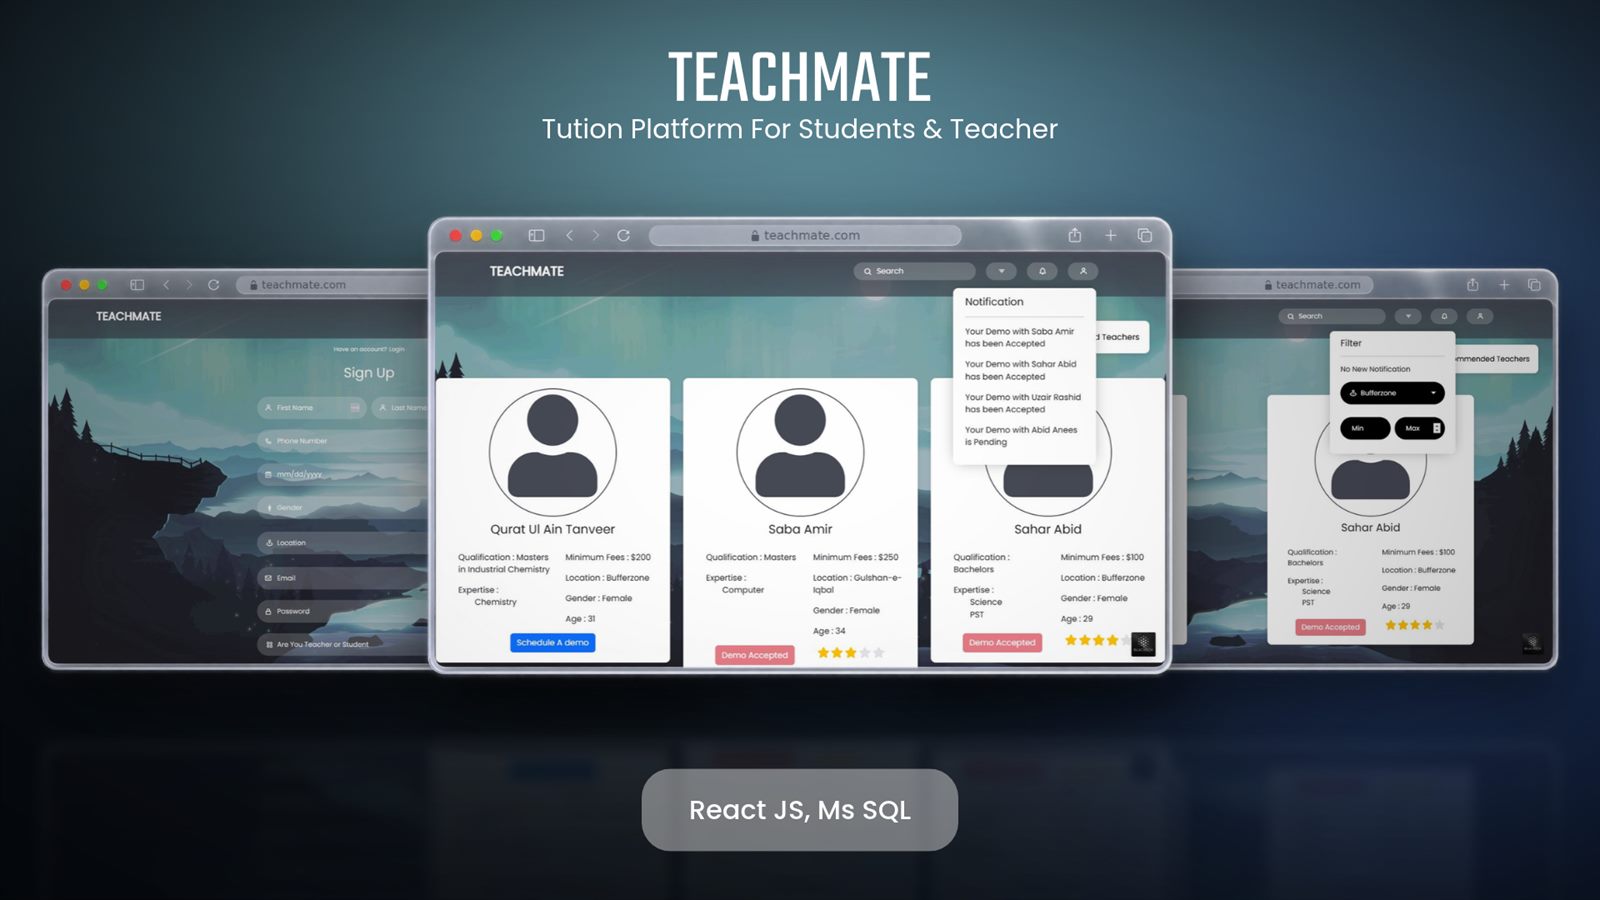 TEACHMATE
Tution Platform For Students & Teacher
teachmate.com
TEACHMATE
Have an account? Login
Sign Up
First Name
Last Name
Phone Number
mm/dd/yyyy
Gender
Location
Email
Password
Are You Teacher or Student
teachmate.com
TEACHMATE
Search
Notification
Your Demo with Saba Amir
has been Accepted
Your Demo with Sahar Abid
has been Accepted
Your Demo with Uzair Rashid
has been Accepted
Your Demo with Abid Anees
is Pending
d Teachers
Qurat Ul Ain Tanveer
Qualification : Masters
in Industrial Chemistry
Expertise :
Chemistry
Minimum Fees : $200
Location : Bufferzone
Gender : Female
Age : 31
Schedule A demo
Saba Amir
Qualification : Masters
Expertise :
Computer
Minimum Fees : $250
Location : Gulshan-e-
Iqbal
Gender : Female
Age : 34
Demo Accepted
Sahar Abid
Qualification :
Bachelors
Expertise :
Science
PST
Minimum Fees : $100
Location : Bufferzone
Gender : Female
Age : 29
Demo Accepted
teachmate.com
Search
Filter
No New Notification
Bufferzone
Min
Max
mmended Teachers
Sahar Abid
Qualification :
Bachelors
Expertise :
Science
PST
Minimum Fees : $100
Location : Bufferzone
Gender : Female
Age : 29
Demo Accepted
React JS, Ms SQL